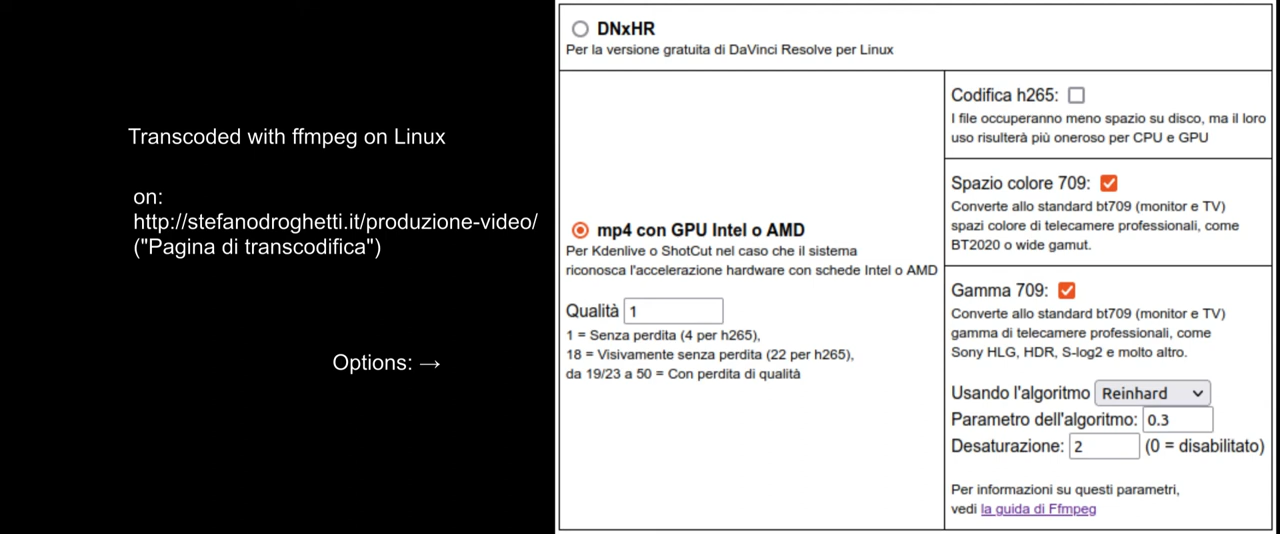 Transcoded with ffmpeg on Linux
on:
http://stefanodroghetti.it/produzione-video/
("Pagina di transcodifica")
Options: →
DNxHR
Per la versione gratuita di DaVinci Resolve per Linux
mp4 con GPU Intel o AMD
Per Kdenlive o ShotCut nel caso che il sistema
riconosca l'accelerazione hardware con schede Intel o AMD
Qualità 1
1 = Senza perdita (4 per h265),
18 = Visivamente senza perdita (22 per h265),
da 19/23 a 50 = Con perdita di qualità
Codifica h265:
I file occuperanno meno spazio su disco, ma il loro
uso risulterà più oneroso per CPU e GPU
Spazio colore 709:
Converte allo standard bt709 (monitor e TV)
spazi colore di telecamere professionali, come
BT2020 o wide gamut.
Gamma 709:
Converte allo standard bt709 (monitor e TV)
gamma di telecamere professionali, come
Sony HLG, HDR, S-log2 e molto altro.
Usando l'algoritmo Reinhard
Parametro dell'algoritmo: 0.3
Desaturazione: 2 (0 = disabilitato)
Per informazioni su questi parametri,
vedi la guida di Ffmpeg